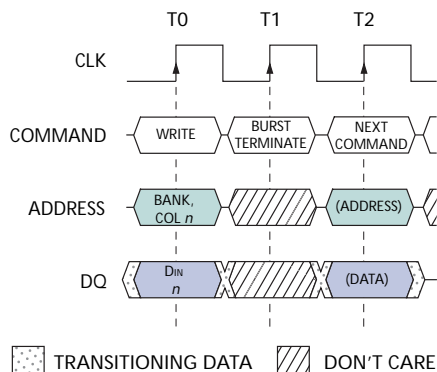 T0 T1 T2
CLK
COMMAND WRITE BURST TERMINATE NEXT COMMAND
ADDRESS BANK, COL n (ADDRESS)
DQ DIN n (DATA)
TRANSITIONING DATA DON'T CARE